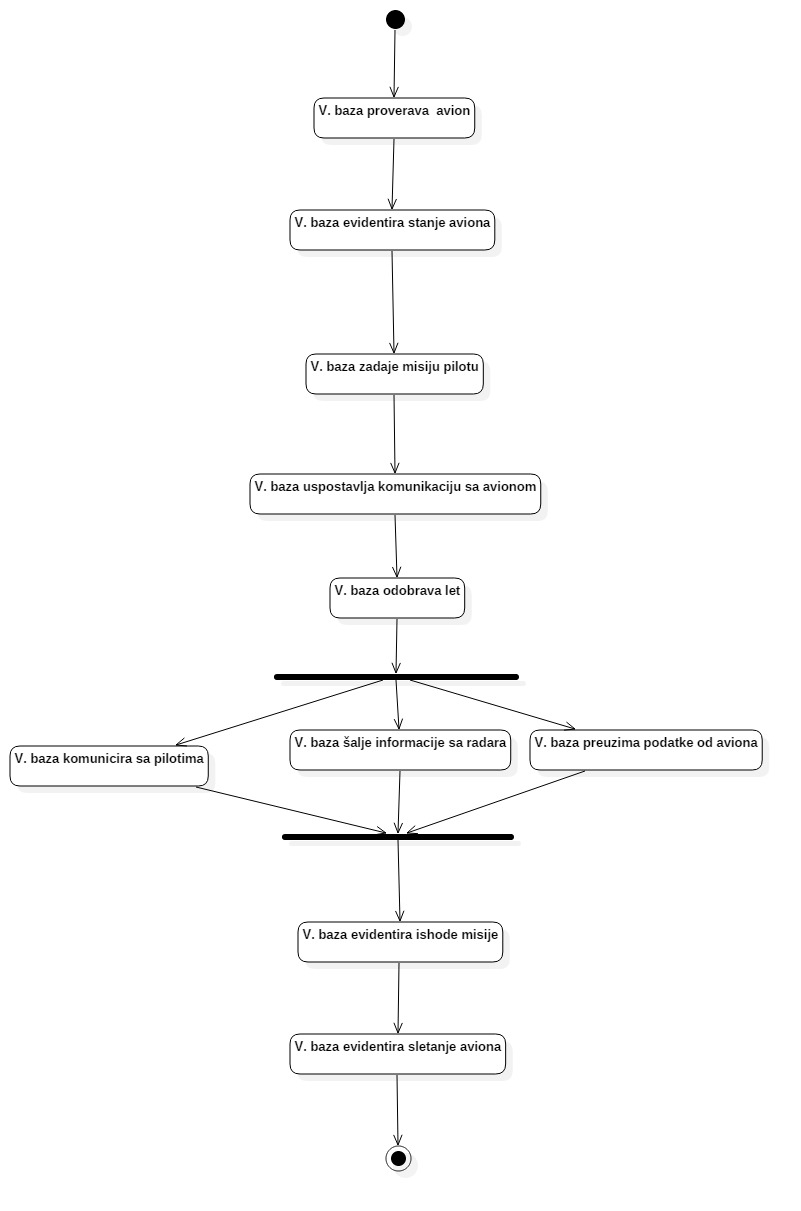 V. baza proverava  avion
V. baza evidentira stanje aviona
V. baza zadaje misiju pilotu
V. baza uspostavlja komunikaciju sa avionom
V. baza odobrava let
V. baza komunicira sa pilotima
V. baza šalje informacije sa radara
V. baza preuzima podatke od aviona
V. baza evidentira ishode misije
V. baza evidentira sletanje aviona